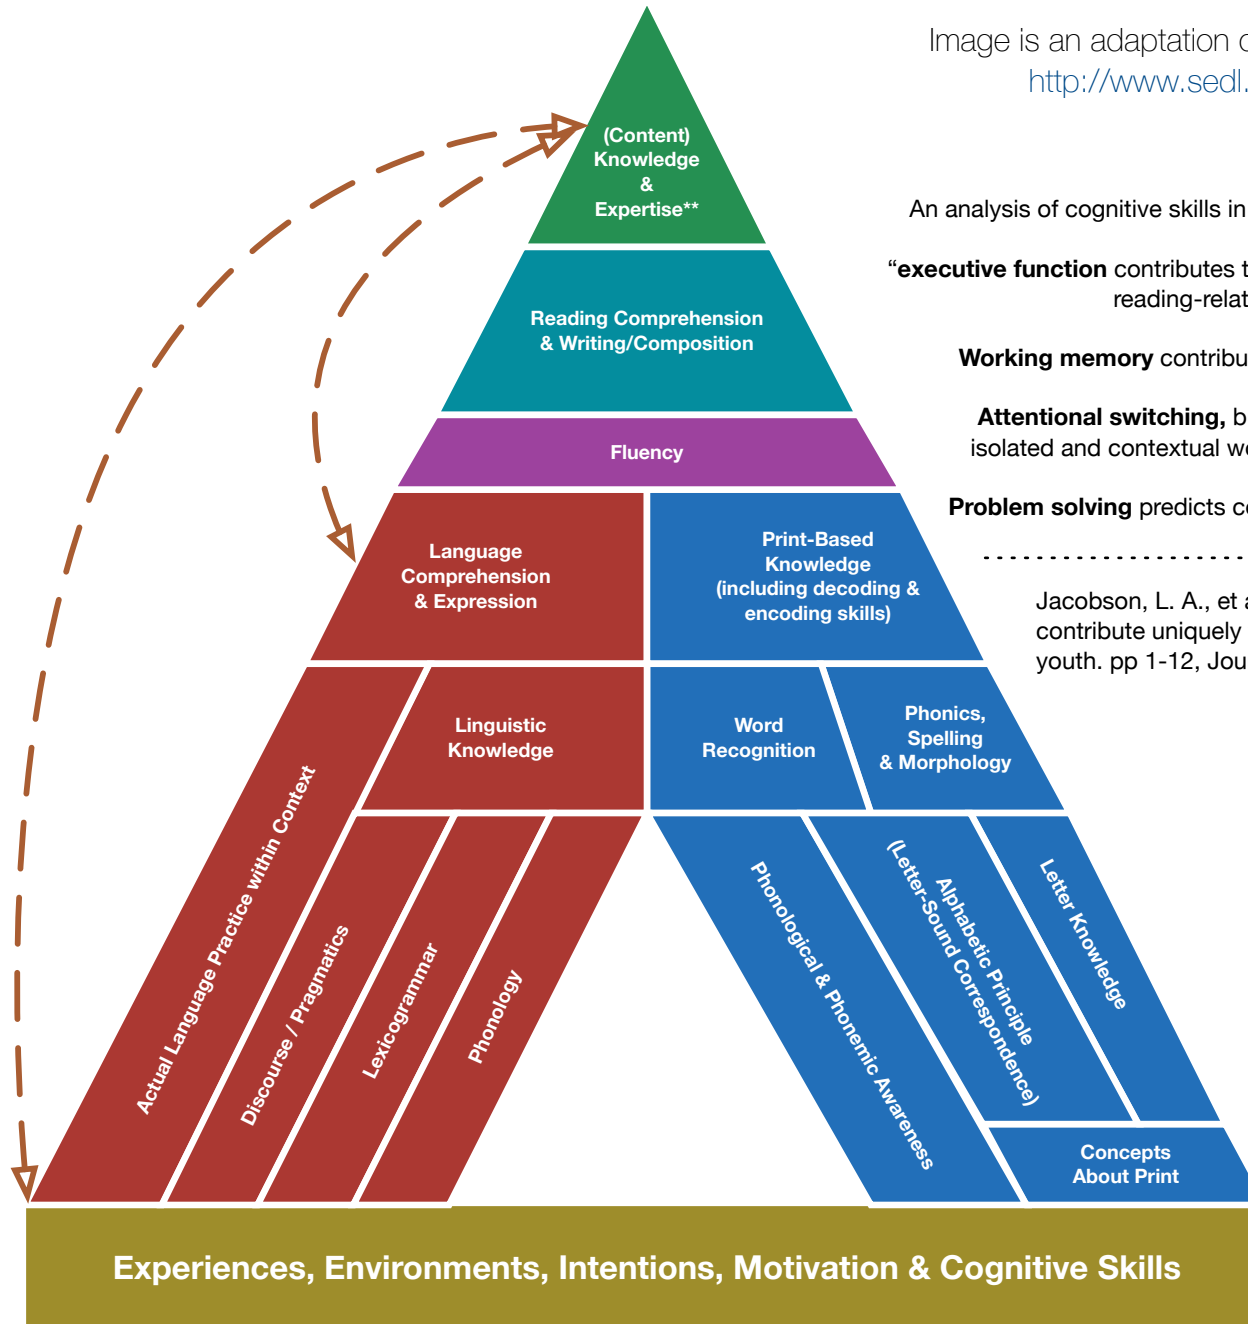 Image is an adaptation
http://www.sedl.
(Content)
Knowledge
&
Expertise**
An analysis of cognitive skills in
“executive function contributes
reading-relat
Reading Comprehension
& Writing/Composition
Working memory contribu
Attentional switching, b
isolated and contextual wo
Fluency
Problem solving predicts co
Language
Comprehension
& Expression
Print-Based
Knowledge
(including decoding &
encoding skills)
Jacobson, L. A., et a
contribute uniquely
youth. pp 1-12, Jou
Linguistic
Knowledge
Word
Recognition
Phonics,
Spelling
& Morphology
Actual Language Practice within Context
Discourse / Pragmatics
Lexicogrammar
Phonology
Phonological & Phonemic Awareness
Alphabetic Principle
(Letter-Sound Correspondence)
Letter Knowledge
Concepts
About Print
Experiences, Environments, Intentions, Motivation & Cognitive Skills